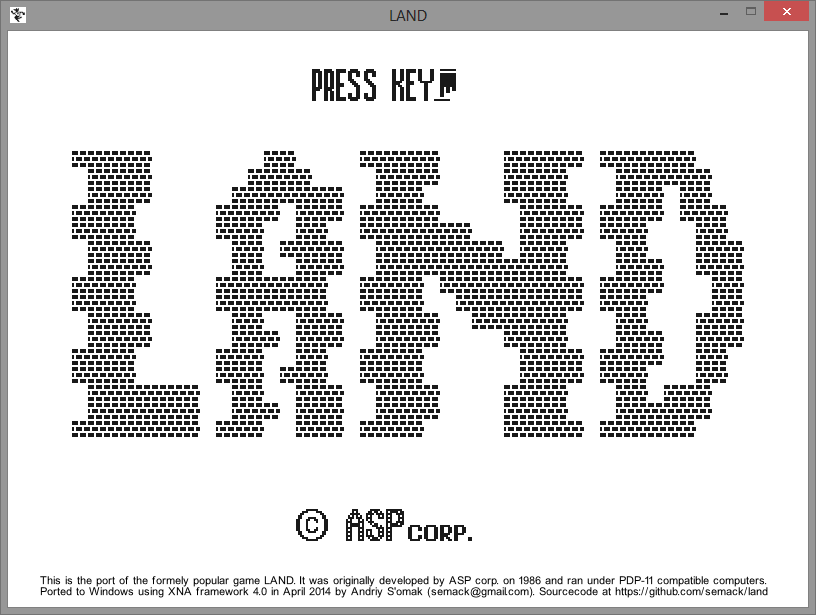 LAND
PRESS KEY
LAND
© ASP CORP.
This is the port of the formely popular game LAND. It was originally developed by ASP corp. on 1986 and ran under PDP-11 compatible computers.
Ported to Windows using XNA framework 4.0 in April 2014 by Andriy S'omak (semack@gmail.com). Sourcecode at https://github.com/semack/land